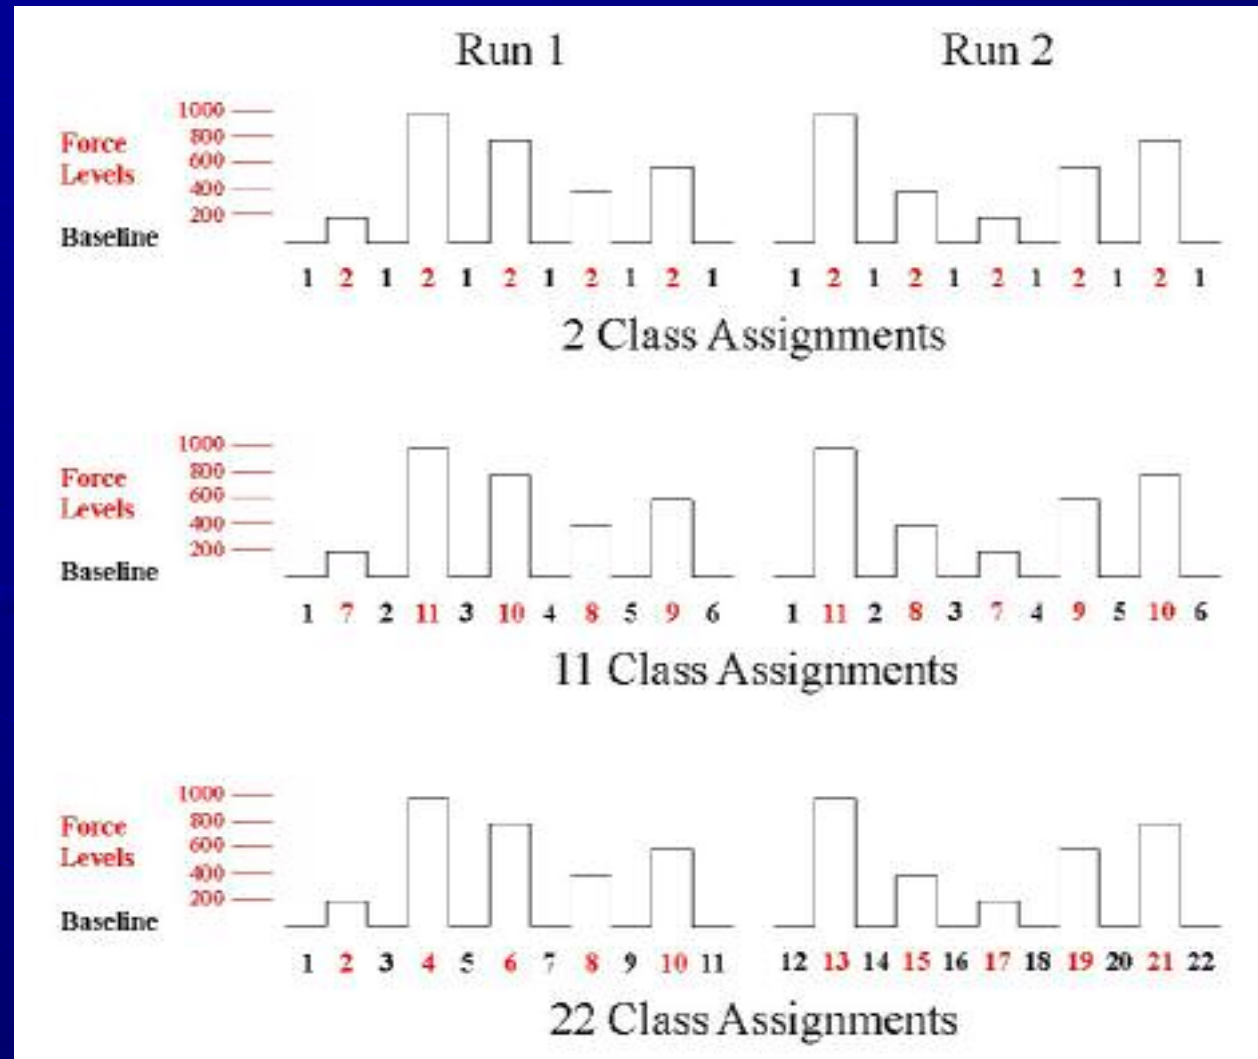 Run 1 Run 2
1000
800
600
400
200
Force
Levels
Baseline
1 2 1 2 1 2 1 2 1 2 1 1 2 1 2 1 2 1 2 1 2 1
2 Class Assignments
1000
800
600
400
200
Force
Levels
Baseline
1 7 2 11 3 10 4 8 5 9 6 1 11 2 8 3 7 4 9 5 10 6
11 Class Assignments
1000
800
600
400
200
Force
Levels
Baseline
1 2 3 4 5 6 7 8 9 10 11 12 13 14 15 16 17 18 19 20 21 22
22 Class Assignments